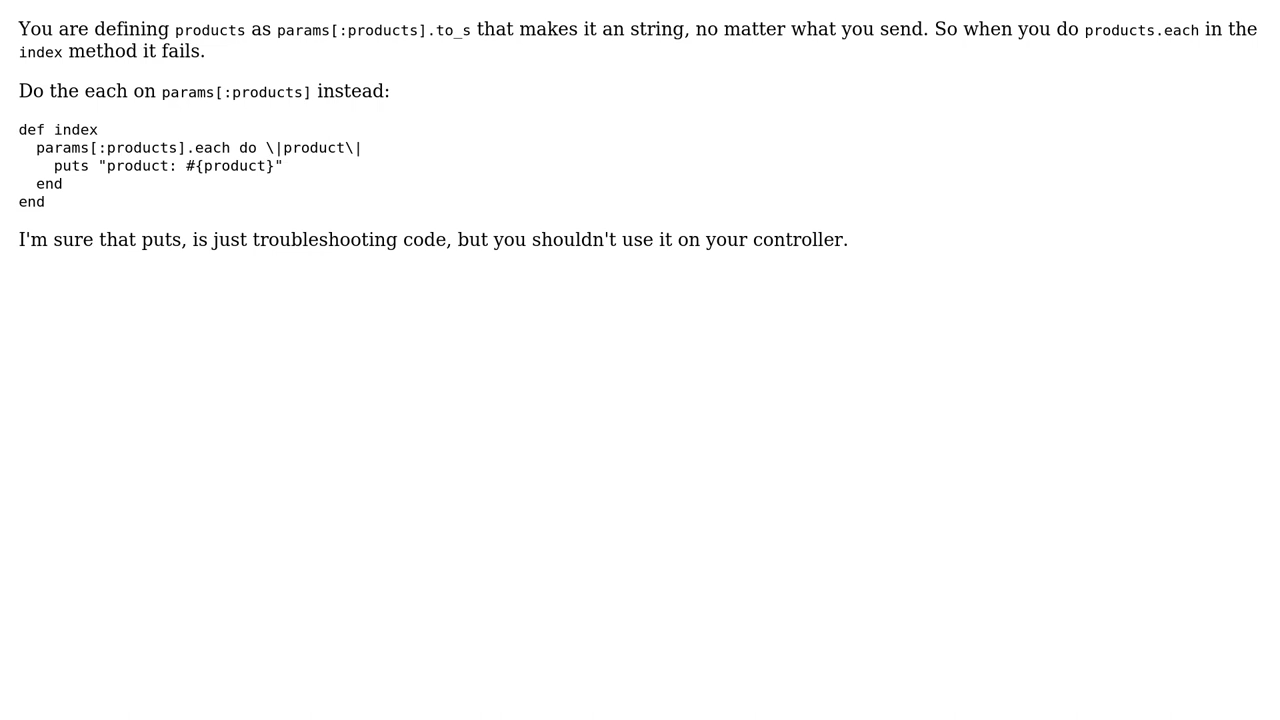 You are defining products as params[:products].to_s that makes it an string, no matter what you send. So when you do products.each in the
index method it fails.
Do the each on params[:products] instead:
def index
  params[:products].each do \|product\|
    puts "product: #{product}"
  end
end
I'm sure that puts, is just troubleshooting code, but you shouldn't use it on your controller.